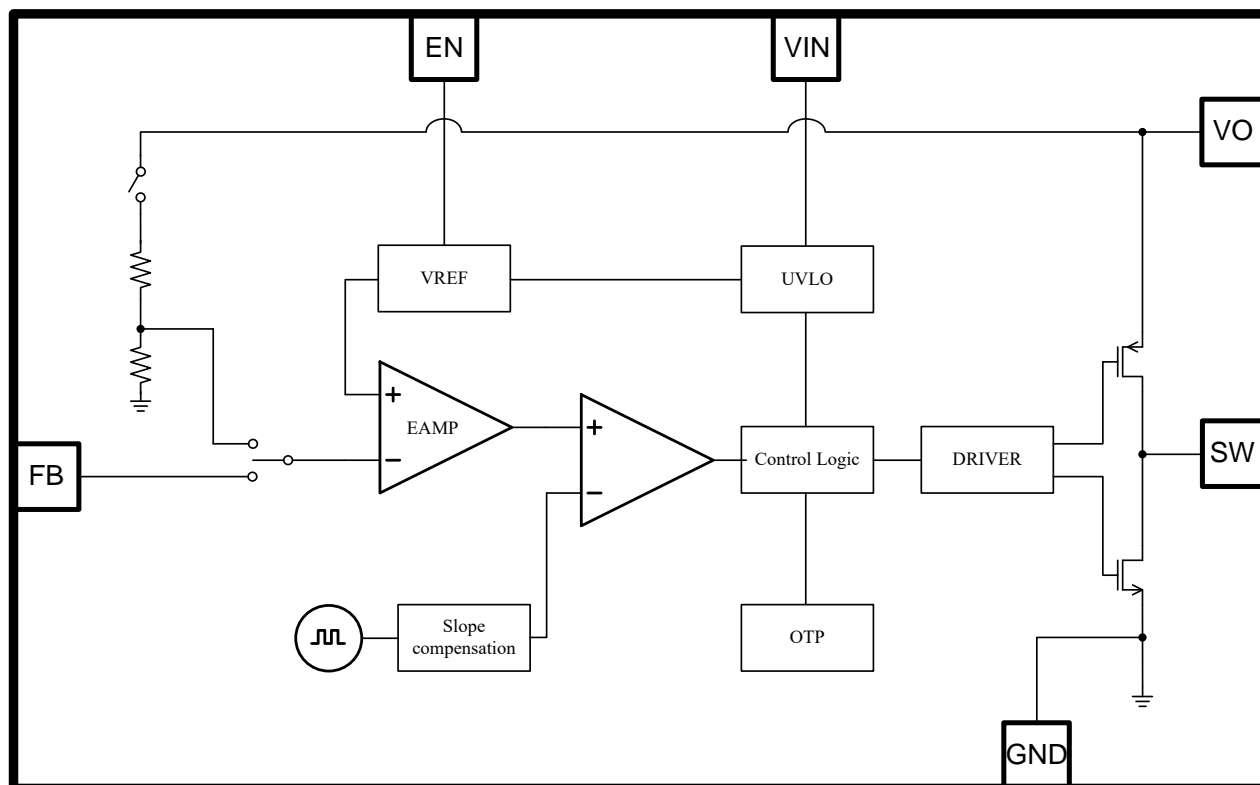 EN
VIN
VO
VREF
UVLO
+
EAMP
−
+
−
FB
Control Logic
DRIVER
SW
Slope
compensation
OTP
GND